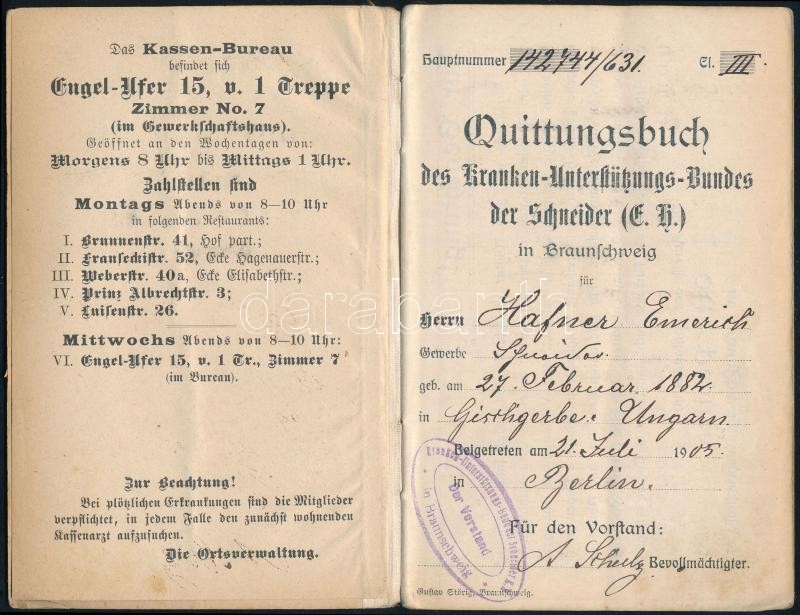 Das Kassen-Bureau
befindet sich
Engel-Ufer 15, v. 1 Treppe
Zimmer No. 7
(im Gewerkschaftshaus).
Geöffnet an den Wochentagen von:
Morgens 8 Uhr bis Mittags 1 Uhr.
Zahlstellen sind
Montags Abends von 8—10 Uhr
in folgenden Restaurants:
I. Brunnenstr. 41, Hof part.;
II. Franseckistr. 52, Ecke Hagenauerstr.;
III. Weberstr. 40a, Ecke Elisabethstr.;
IV. Prinz Albrechtstr. 3;
V. Luisenstr. 26.
Mittwochs Abends von 8—10 Uhr:
VI. Engel-Ufer 15, v. 1 Tr., Zimmer 7
(im Bureau).
Zur Beachtung!
Bei plötzlichen Erkrankungen sind die Mitglieder
verpflichtet, in jedem Falle den zunächst wohnenden
Kassenarzt aufzusuchen.
Die Ortsverwaltung.
Hauptnummer 142744/631. Cl. III.
Quittungsbuch
des Kranken-Unterstützungs-Bundes
der Schneider (E. H.)
in Braunschweig
für
Herrn Hafner Emerich
Gewerbe Schneider.
geb. am 27. Februar 1882.
in Ungarn
Beigetreten am 21. Juli 1905.
in Berlin.
Für den Vorstand:
A Scheelz Bevollmächtigter.
Der Vorstand
in Braunschweig
Gustav Störig, Braunschweig.
darabanth.com